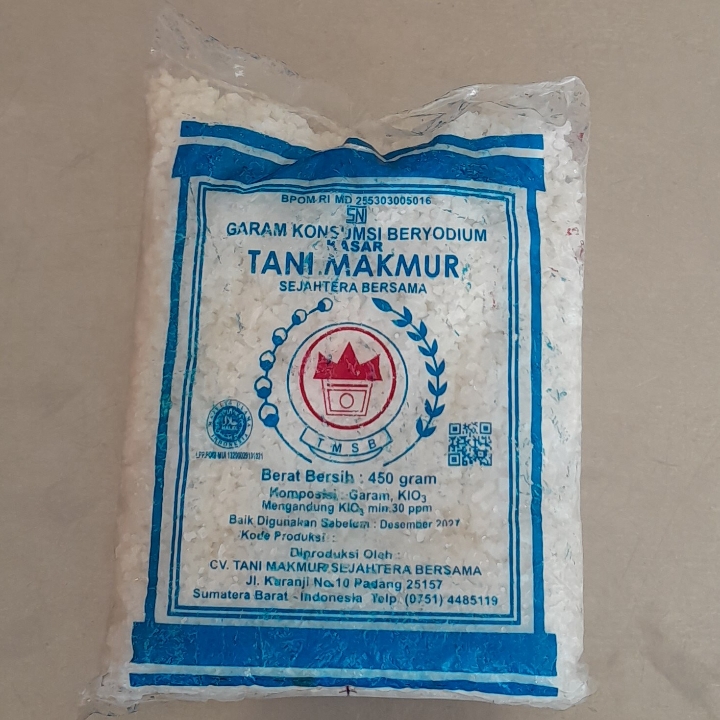 BPOM RI MD 255303005016
SNI
GARAM KONSUMSI BERYODIUM
KASAR
TANI MAKMUR
SEJAHTERA BERSAMA
TMSB
HALAL
Berat Bersih : 450 gram
Komposisi : Garam, KIO3
Mengandung KIO3 min 30 ppm
Baik Digunakan Sebelum : Desember 2027
Kode Produksi :
Diproduksi Oleh :
CV. TANI MAKMUR SEJAHTERA BERSAMA
Jl. Kuranji No.10 Padang 25157
Sumatera Barat - Indonesia Telp. (0751) 4485119